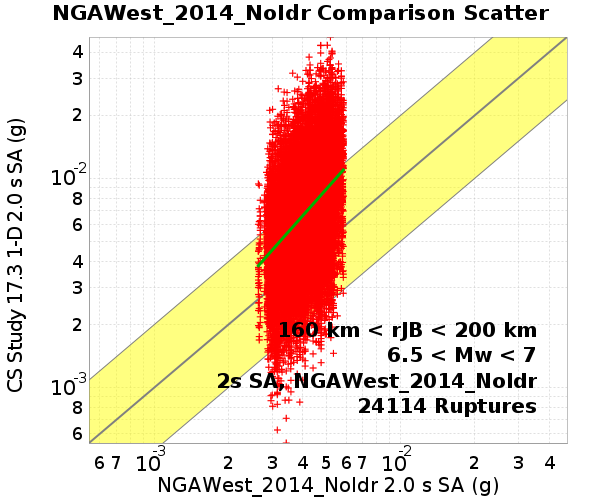 NGAWest_2014_NoIdr Comparison Scatter
CS Study 17.3 1-D 2.0 s SA (g)
4
3
2
10-2
8
6
4
3
2
10-3
8
6
160 km < rJB < 200 km
6.5 < Mw < 7
2s SA, NGAWest_2014_NoIdr
24114 Ruptures
6 7 10-3 2 3 4 5 6 7 10-2 2 3 4
NGAWest_2014_NoIdr 2.0 s SA (g)